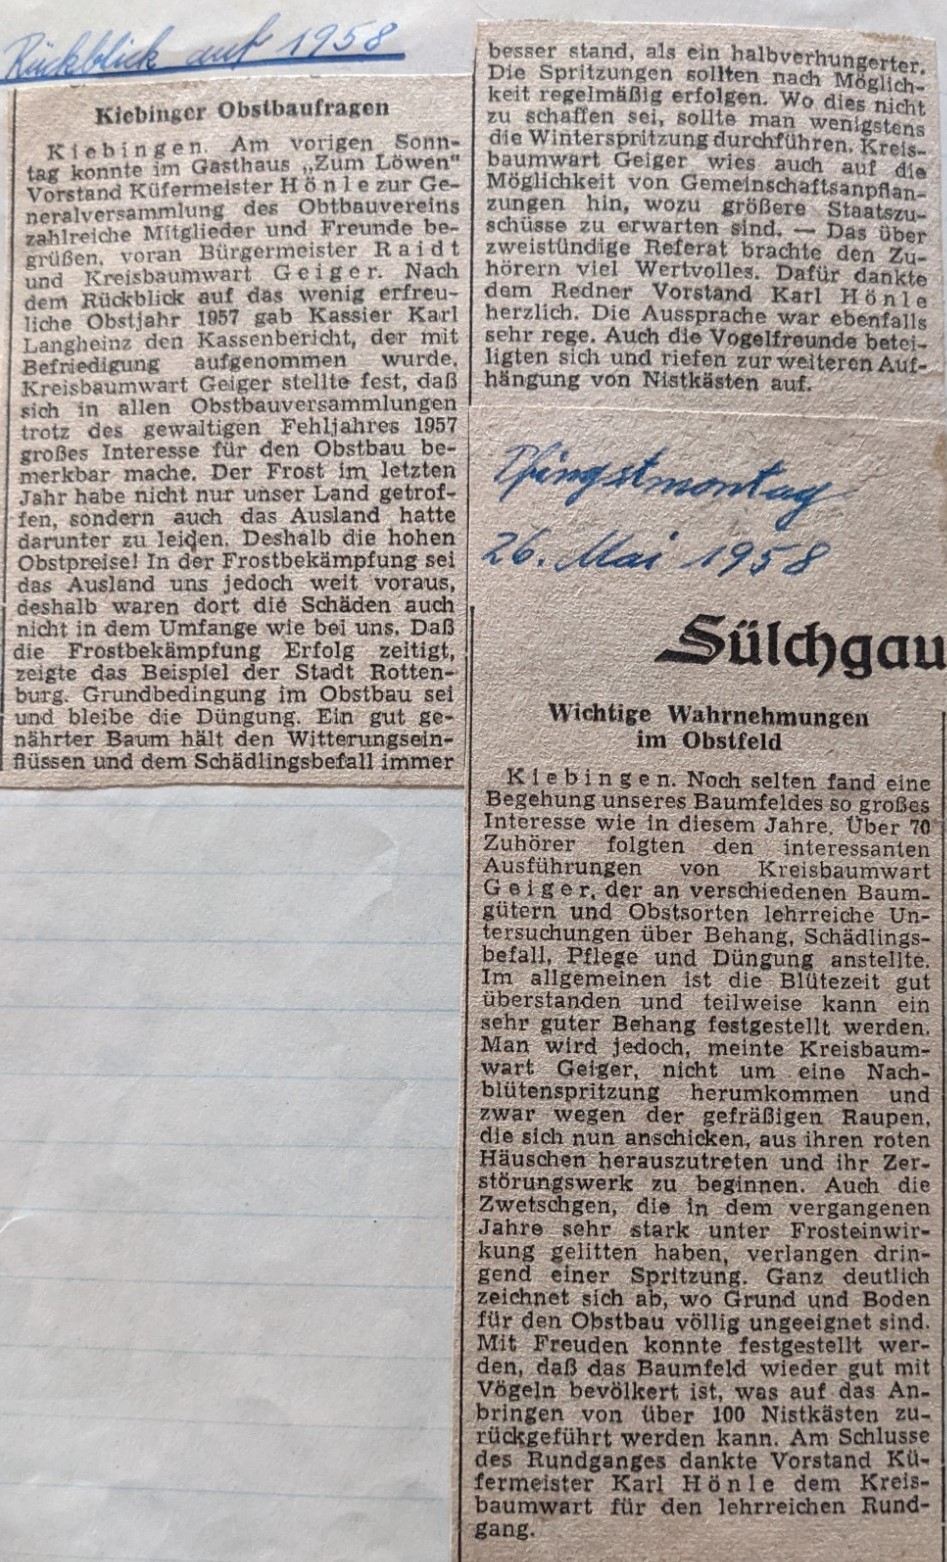 Rückblick auf 1958
Kiebinger Obstbaufragen
Kiebingen. Am vorigen Sonn-
tag konnte im Gasthaus „Zum Löwen“
Vorstand Küfermeister Hönle zur Ge-
neralversammlung des Obtbauvereins
zahlreiche Mitglieder und Freunde be-
grüßen, voran Bürgermeister Raidt
und Kreisbaumwart Geiger. Nach
dem Rückblick auf das wenig erfreu-
liche Obstjahr 1957 gab Kassier Karl
Langheinz den Kassenbericht, der mit
Befriedigung aufgenommen wurde.
Kreisbaumwart Geiger stellte fest, daß
sich in allen Obstbauversammlungen
trotz des gewaltigen Fehljahres 1957
großes Interesse für den Obstbau be-
merkbar mache. Der Frost im letzten
Jahr habe nicht nur unser Land getrof-
fen, sondern auch das Ausland hatte
darunter zu leiden. Deshalb die hohen
Obstpreise! In der Frostbekämpfung sei
das Ausland uns jedoch weit voraus,
deshalb waren dort die Schäden auch
nicht in dem Umfange wie bei uns. Daß
die Frostbekämpfung Erfolg zeitigt,
zeigte das Beispiel der Stadt Rotten-
burg. Grundbedingung im Obstbau sei
und bleibe die Düngung. Ein gut ge-
nährter Baum hält den Witterungsein-
flüssen und dem Schädlingsbefall immer
besser stand, als ein halbverhungerter.
Die Spritzungen sollten nach Möglich-
keit regelmäßig erfolgen. Wo dies nicht
zu schaffen sei, sollte man wenigstens
die Winterspritzung durchführen. Kreis-
baumwart Geiger wies auch auf die
Möglichkeit von Gemeinschaftsanpflan-
zungen hin, wozu größere Staatszu-
schüsse zu erwarten sind. — Das über
zweistündige Referat brachte den Zu-
hörern viel Wertvolles. Dafür dankte
dem Redner Vorstand Karl Hönle
herzlich. Die Aussprache war ebenfalls
sehr rege. Auch die Vogelfreunde betei-
ligten sich und riefen zur weiteren Auf-
hängung von Nistkästen auf.
Pfingstmontag
26. Mai 1958
Sülchgau
Wichtige Wahrnehmungen
im Obstfeld
Kiebingen. Noch selten fand eine
Begehung unseres Baumfeldes so großes
Interesse wie in diesem Jahre. Über 70
Zuhörer folgten den interessanten
Ausführungen von Kreisbaumwart
Geiger, der an verschiedenen Baum-
gütern und Obstsorten lehrreiche Un-
tersuchungen über Behang, Schädlings-
befall, Pflege und Düngung anstellte.
Im allgemeinen ist die Blütezeit gut
überstanden und teilweise kann ein
sehr guter Behang festgestellt werden.
Man wird jedoch, meinte Kreisbaum-
wart Geiger, nicht um eine Nach-
blütenspritzung herumkommen und
zwar wegen der gefräßigen Raupen,
die sich nun anschicken, aus ihren roten
Häuschen herauszutreten und ihr Zer-
störungswerk zu beginnen. Auch die
Zwetschgen, die in dem vergangenen
Jahre sehr stark unter Frosteinwir-
kung gelitten haben, verlangen drin-
gend einer Spritzung. Ganz deutlich
zeichnet sich ab, wo Grund und Boden
für den Obstbau völlig ungeeignet sind.
Mit Freuden konnte festgestellt wer-
den, daß das Baumfeld wieder gut mit
Vögeln bevölkert ist, was auf das An-
bringen von über 100 Nistkästen zu-
rückgeführt werden kann. Am Schlusse
des Rundganges dankte Vorstand Kü-
fermeister Karl Hönle dem Kreis-
baumwart für den lehrreichen Rund-
gang.